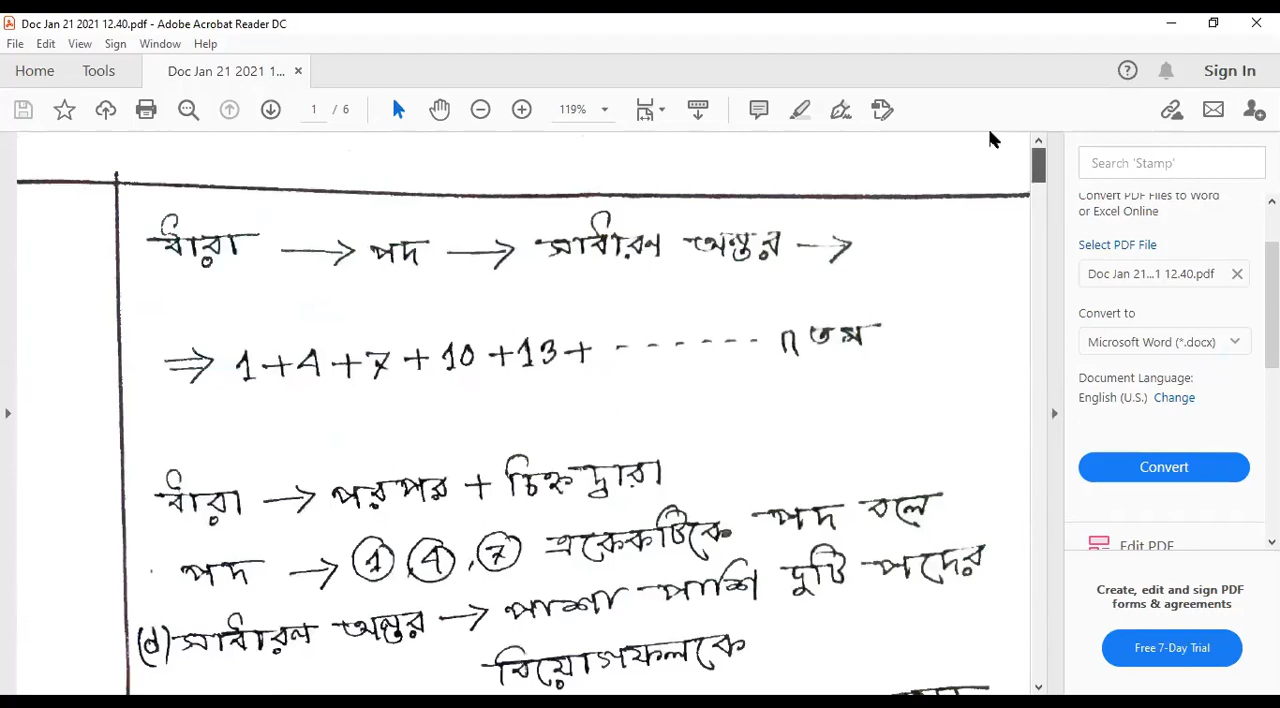 Doc Jan 21 2021 12.40.pdf - Adobe Acrobat Reader DC
File Edit View Sign Window Help
Home Tools Doc Jan 21 2021 1... × Sign In
1 / 6 119%
Search 'Stamp'
Convert PDF Files to Word
or Excel Online
Select PDF File
Doc Jan 21...1 12.40.pdf
Convert to
Microsoft Word (*.docx)
Document Language:
English (U.S.) Change
Convert
Edit PDF
Create, edit and sign PDF
forms & agreements
Free 7-Day Trial
ধারা → পদ → সাধারণ অন্তর →
⇒ 1+4+7+10+13+ ------- n তম
ধারা → পরপর + চিহ্নদ্বারা
পদ → 1, 4, 7 একেকটিকে পদ বলে
(d) সাধারণ অন্তর → পাশা-পাশি দুটি পদের
বিয়োগফলকে